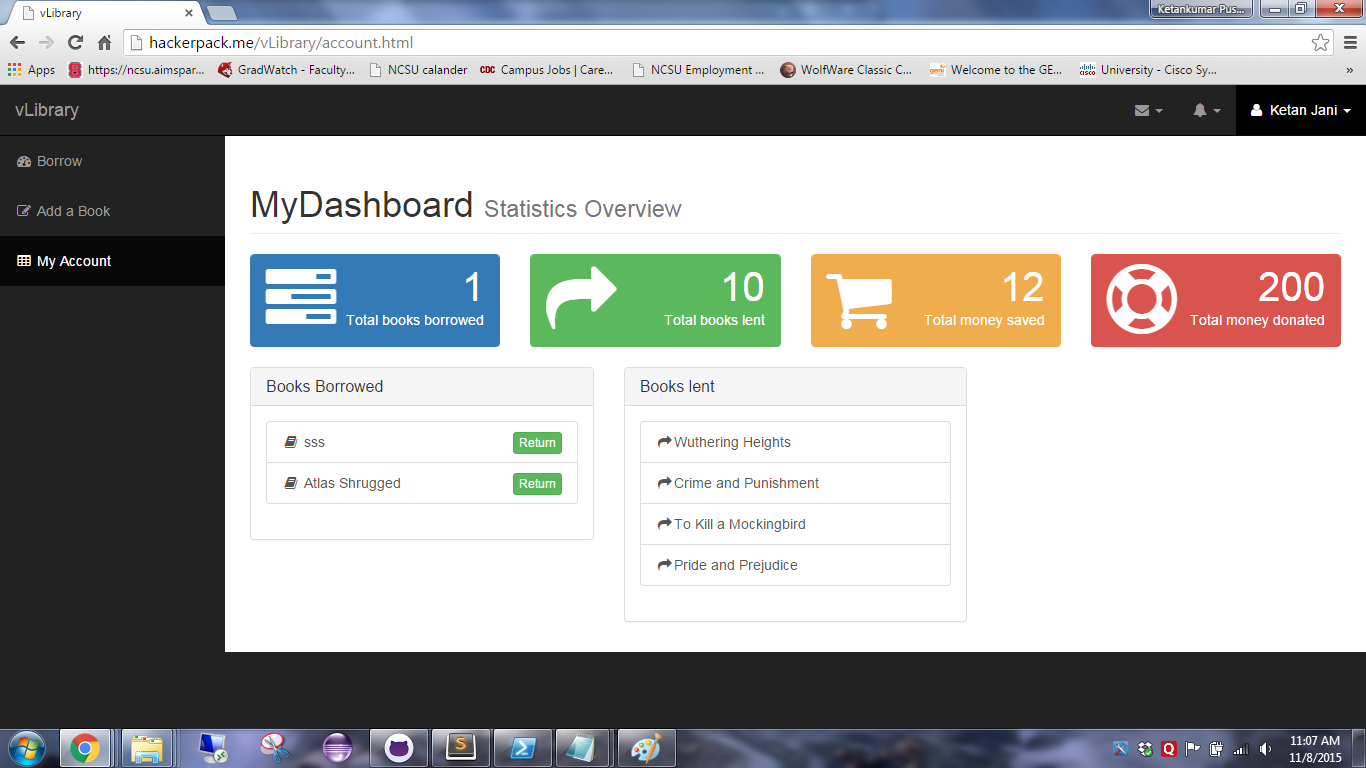 vLibrary
Ketankumar Pus...
hackerpack.me/vLibrary/account.html
Apps https://ncsu.aimspar... GradWatch - Faculty... NCSU calander CDC Campus Jobs | Care... NCSU Employment ... WolfWare Classic C... geni Welcome to the GE... cisco University - Cisco Sy... »
vLibrary
Ketan Jani
Borrow
Add a Book
My Account
MyDashboard Statistics Overview
1
Total books borrowed
10
Total books lent
12
Total money saved
200
Total money donated
Books Borrowed
sss Return
Atlas Shrugged Return
Books lent
Wuthering Heights
Crime and Punishment
To Kill a Mockingbird
Pride and Prejudice
11:07 AM
11/8/2015